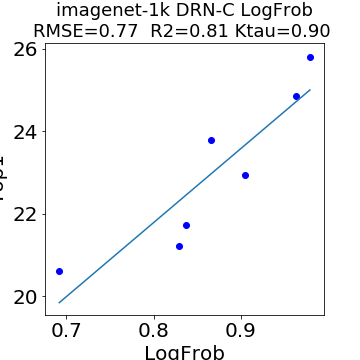 imagenet-1k DRN-C LogFrob
RMSE=0.77 R2=0.81 Ktau=0.90
26
24
22
20
0.7 0.8 0.9
LogFrob